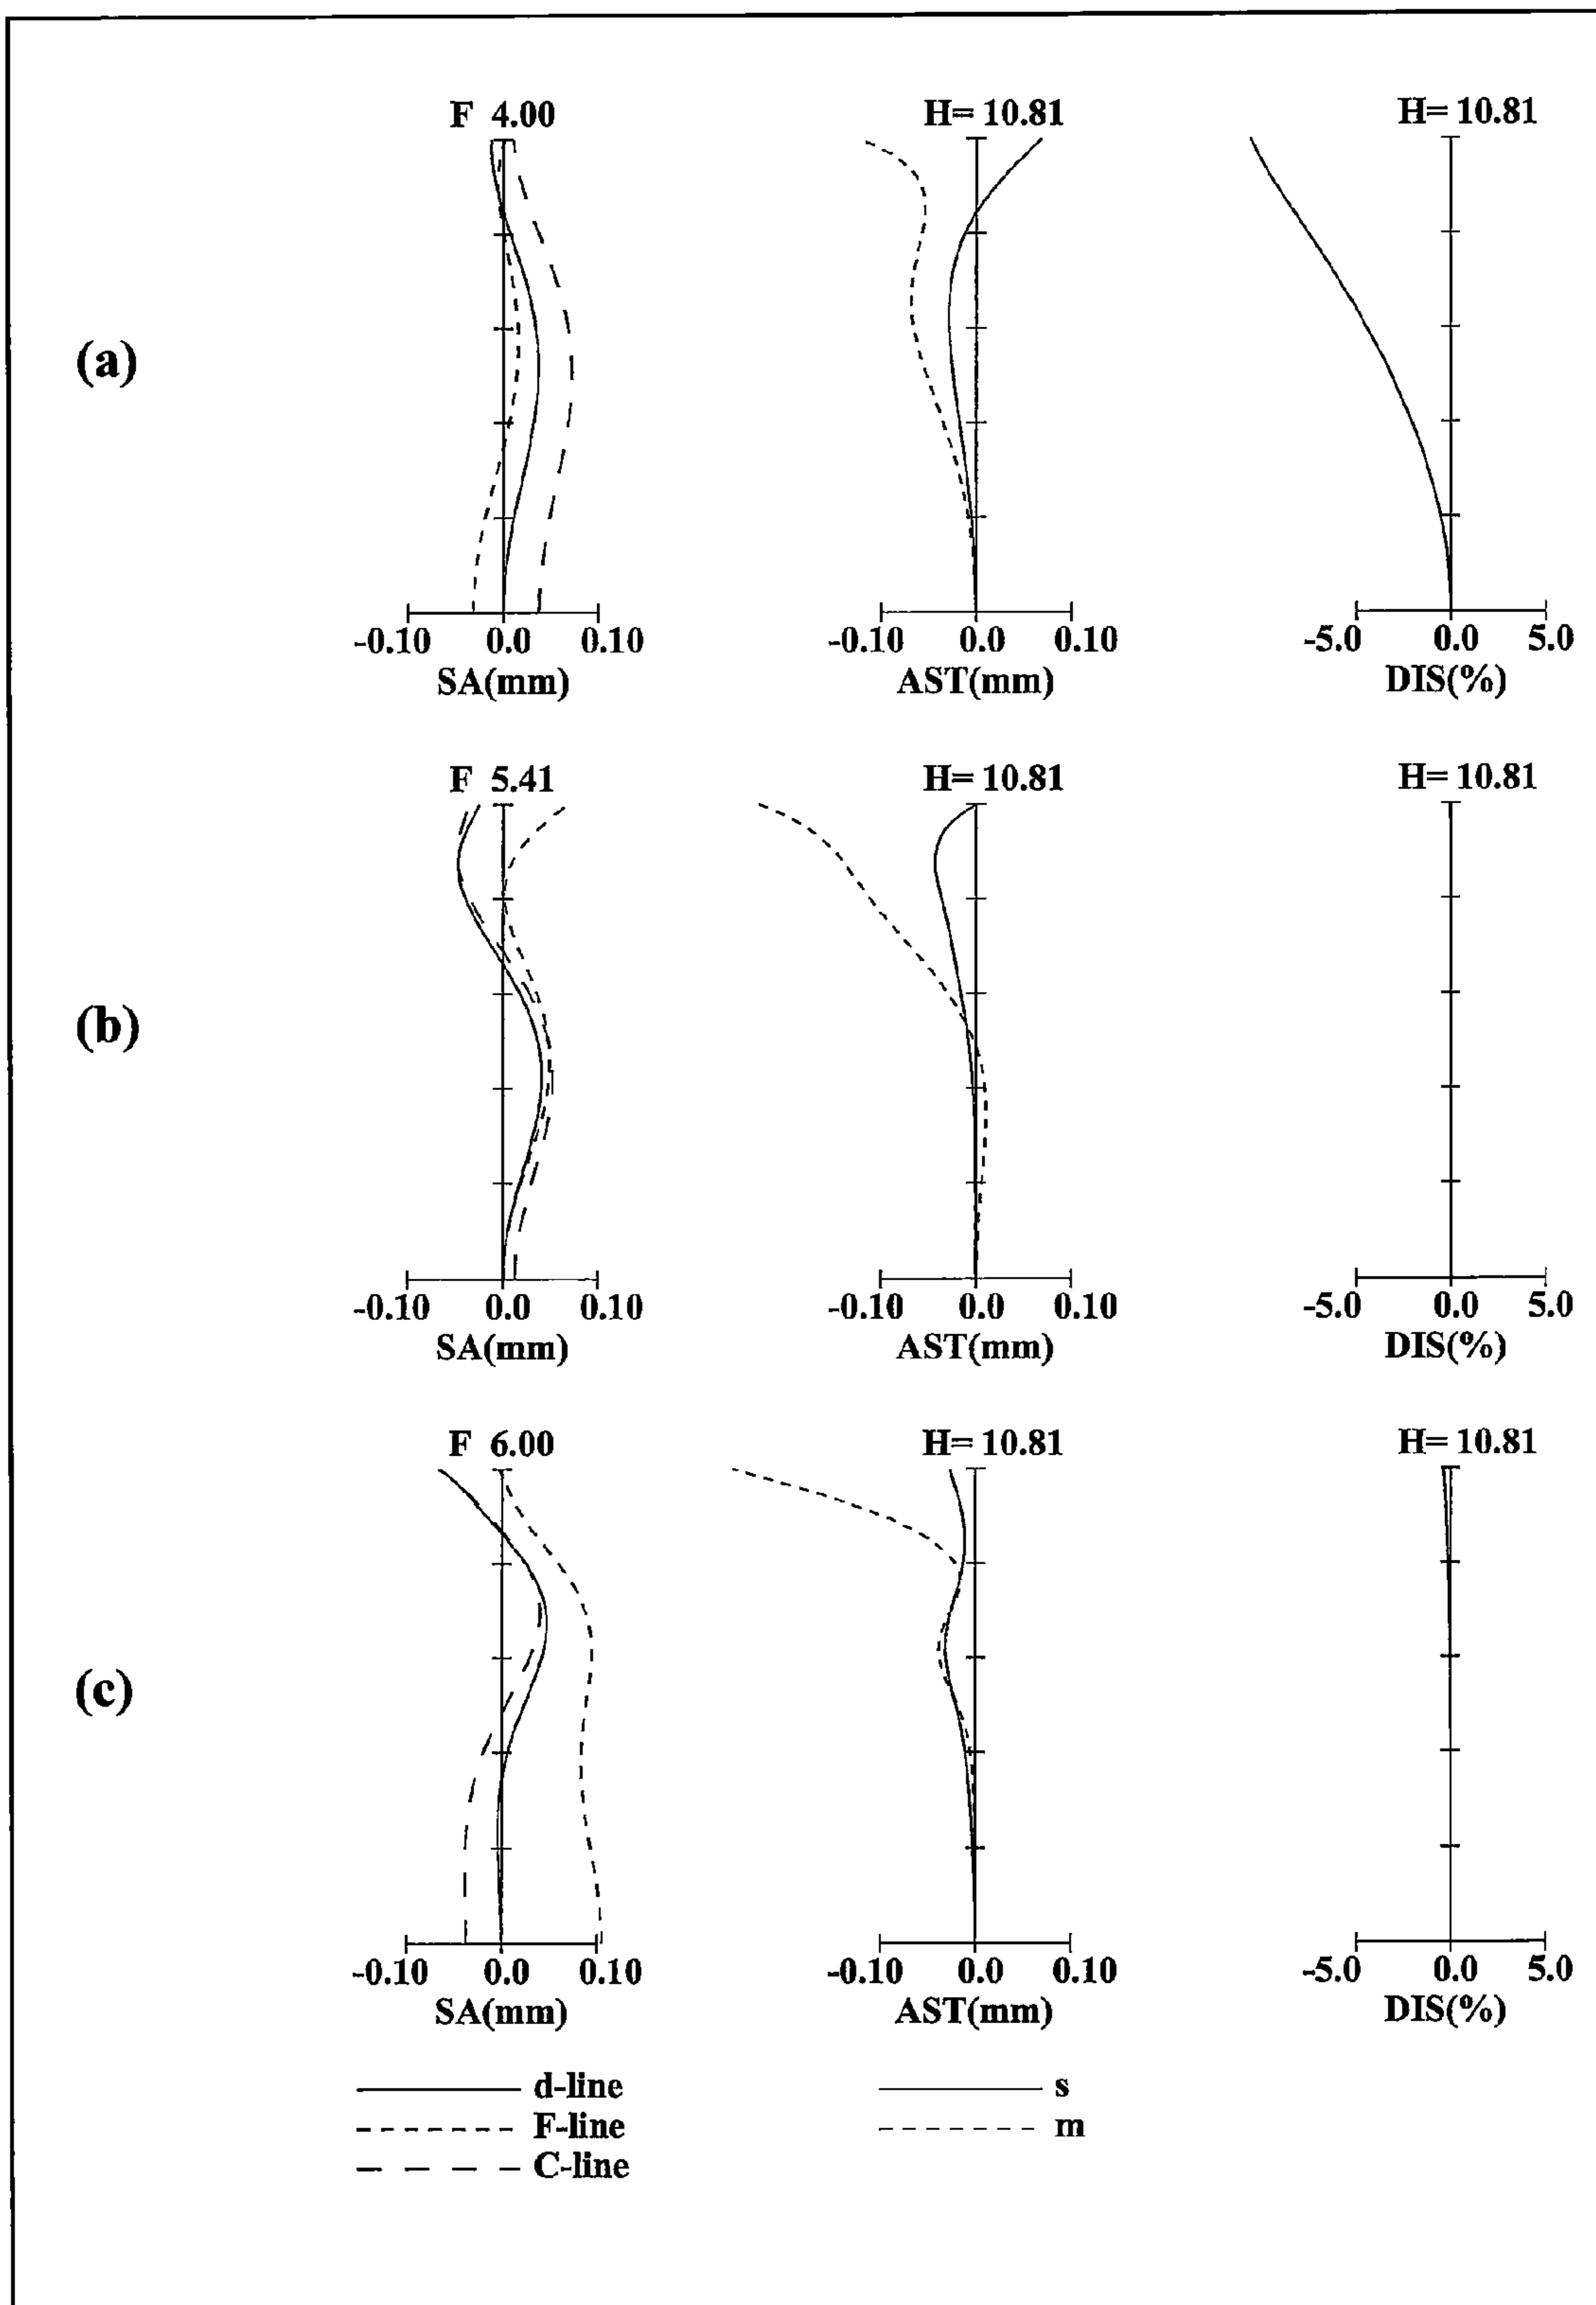 F 4.00 H= 10.81 H= 10.81
(a)
-0.10 0.0 0.10 -0.10 0.0 0.10 -5.0 0.0 5.0
SA(mm) AST(mm) DIS(%)
F 5.41 H= 10.81 H= 10.81
(b)
-0.10 0.0 0.10 -0.10 0.0 0.10 -5.0 0.0 5.0
SA(mm) AST(mm) DIS(%)
F 6.00 H= 10.81 H= 10.81
(c)
-0.10 0.0 0.10 -0.10 0.0 0.10 -5.0 0.0 5.0
SA(mm) AST(mm) DIS(%)
d-line s
F-line m
C-line